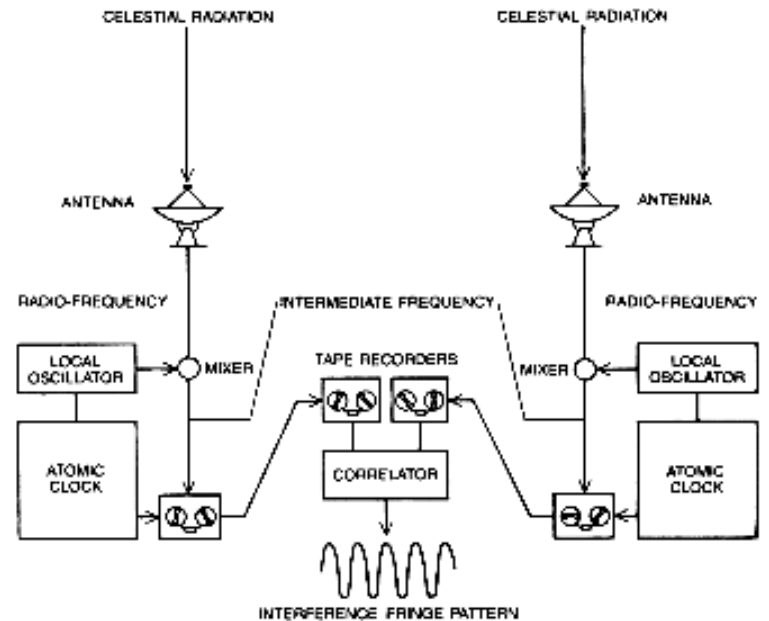 CELESTIAL RADIATION
CELESTIAL RADIATION
ANTENNA
ANTENNA
RADIO-FREQUENCY
INTERMEDIATE FREQUENCY
RADIO-FREQUENCY
LOCAL
OSCILLATOR
MIXER
TAPE RECORDERS
MIXER
LOCAL
OSCILLATOR
ATOMIC
CLOCK
CORRELATOR
ATOMIC
CLOCK
INTERFERENCE FRINGE PATTERN